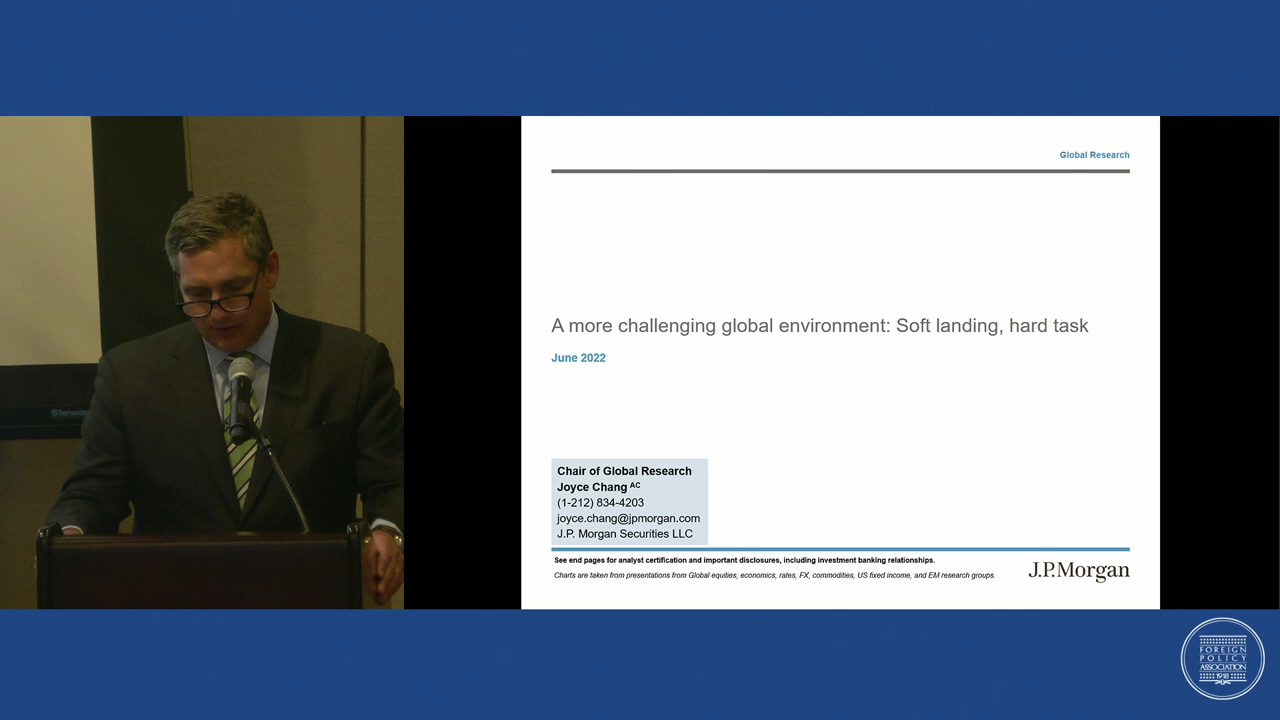 Global Research
A more challenging global environment: Soft landing, hard task
June 2022
Chair of Global Research
Joyce Chang AC
(1-212) 834-4203
joyce.chang@jpmorgan.com
J.P. Morgan Securities LLC
See end pages for analyst certification and important disclosures, including investment banking relationships.
Charts are taken from presentations from Global equities, economics, rates, FX, commodities, US fixed income, and EM research groups.
J.P.Morgan
FOREIGN
POLICY
ASSOCIATION
1918